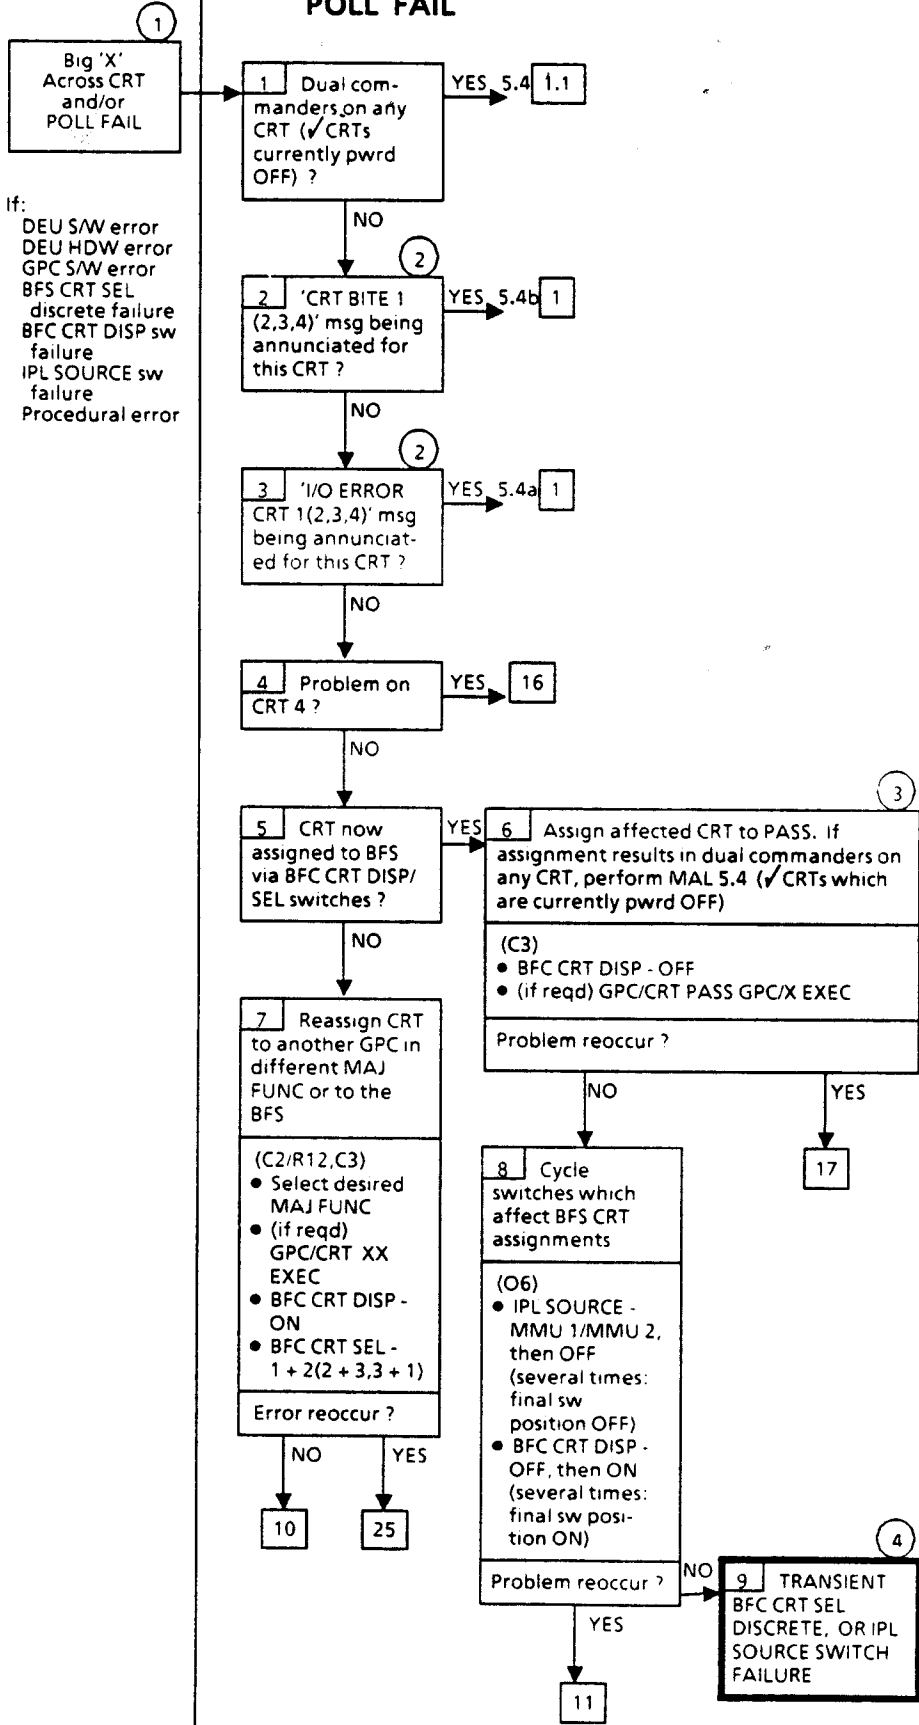 POLL FAIL
1
Big 'X'
Across CRT
and/or
POLL FAIL
If:
DEU S/W error
DEU HDW error
GPC S/W error
BFS CRT SEL
discrete failure
BFC CRT DISP sw
failure
IPL SOURCE sw
failure
Procedural error
1 Dual com-
manders on any
CRT (✓CRTs
currently pwrd
OFF) ?
YES 5.4 1.1
NO
2
2 'CRT BITE 1
(2,3,4)' msg being
annunciated for
this CRT ?
YES 5.4b 1
NO
2
3 'I/O ERROR
CRT 1(2,3,4)' msg
being annunciat-
ed for this CRT ?
YES 5.4a 1
NO
4 Problem on
CRT 4 ?
YES 16
NO
5 CRT now
assigned to BFS
via BFC CRT DISP/
SEL switches ?
YES
NO
3
6 Assign affected CRT to PASS. If
assignment results in dual commanders on
any CRT, perform MAL 5.4 (✓CRTs which
are currently pwrd OFF)
(C3)
● BFC CRT DISP - OFF
● (if reqd) GPC/CRT PASS GPC/X EXEC
Problem reoccur ?
NO
YES
17
7 Reassign CRT
to another GPC in
different MAJ
FUNC or to the
BFS
(C2/R12,C3)
● Select desired
MAJ FUNC
● (if reqd)
GPC/CRT XX
EXEC
● BFC CRT DISP -
ON
● BFC CRT SEL -
1 + 2(2 + 3,3 + 1)
Error reoccur ?
NO
YES
10
25
8 Cycle
switches which
affect BFS CRT
assignments
(O6)
● IPL SOURCE -
MMU 1/MMU 2,
then OFF
(several times:
final sw
position OFF)
● BFC CRT DISP -
OFF, then ON
(several times:
final sw posi-
tion ON)
Problem reoccur ?
NO
YES
11
4
9 TRANSIENT
BFC CRT SEL
DISCRETE, OR IPL
SOURCE SWITCH
FAILURE